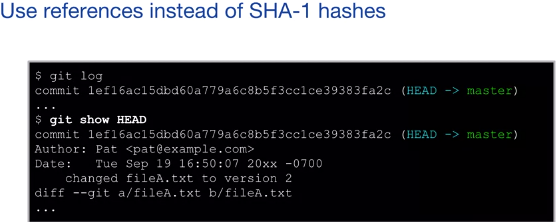 Use references instead of SHA-1 hashes
$ git log
commit 1ef16ac15dbd60a779a6c8b5f3cc1ce39383fa2c (HEAD -> master)
...
$ git show HEAD
commit 1ef16ac15dbd60a779a6c8b5f3cc1ce39383fa2c (HEAD -> master)
Author: Pat <pat@example.com>
Date:   Tue Sep 19 16:50:07 20xx -0700
    changed fileA.txt to version 2
diff --git a/fileA.txt b/fileA.txt
...